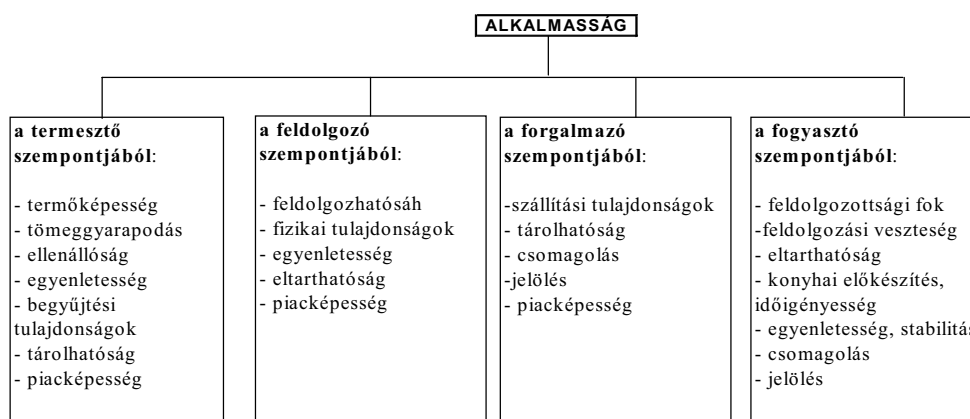 ALKALMASSÁG
a termesztő
szempontjából:
- termőképesség
- tömeggyarapodás
- ellenállóság
- egyenletesség
- begyűjtési
tulajdonságok
- tárolhatóság
- piacképesség
a feldolgozó
szempontjából:
- feldolgozhatósáh
- fizikai tulajdonságok
- egyenletesség
- eltarthatóság
- piacképesség
a forgalmazó
szempontjából:
-szállítási tulajdonságok
- tárolhatóság
- csomagolás
-jelölés
- piacképesség
a fogyasztó
szempontjából:
- feldolgozottsági fok
-feldolgozási veszteség
- eltarthatóság
- konyhai előkészítés,
időigényesség
- egyenletesség, stabilitás
- csomagolás
- jelölés